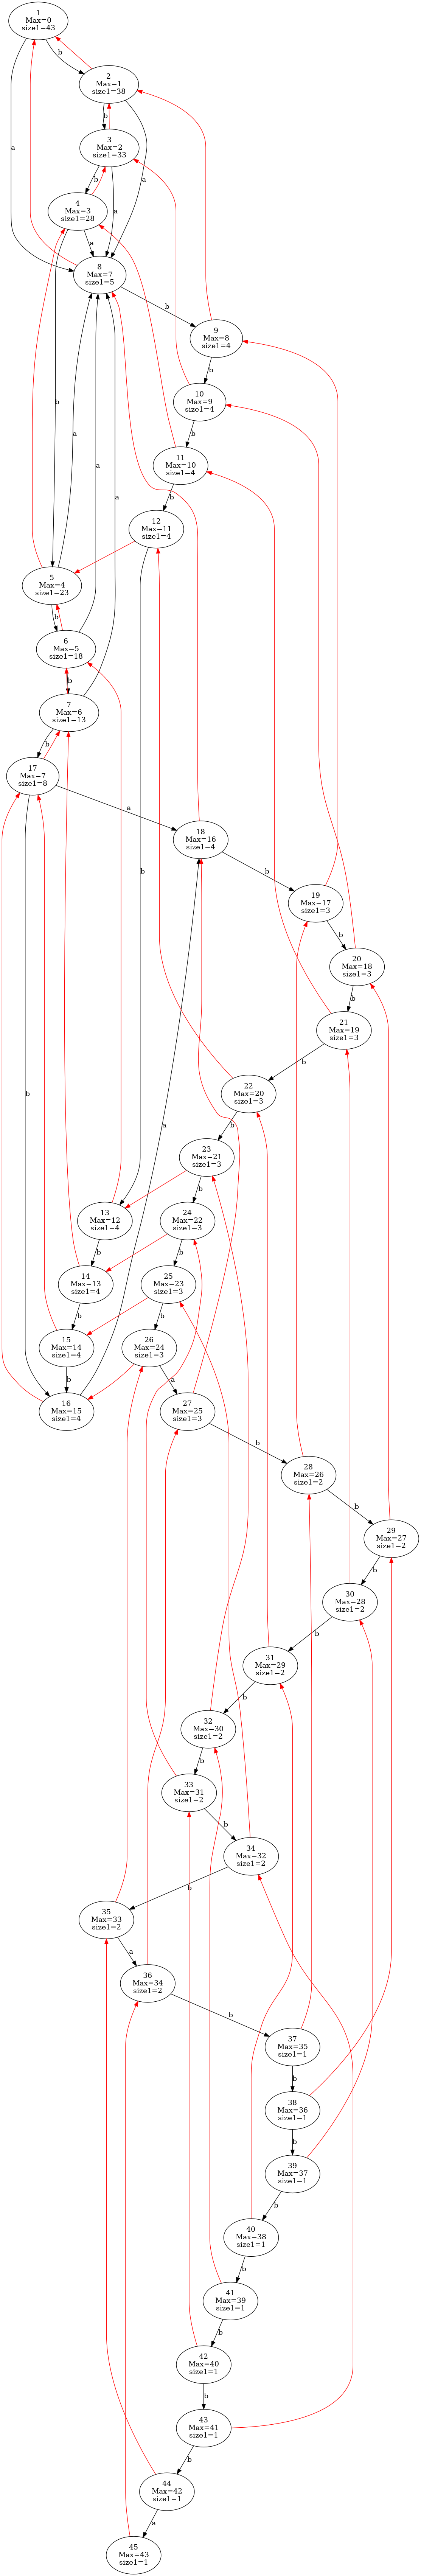 1
Max=0
size1=43
b
2
Max=1
size1=38
b
3
Max=2
size1=33
a
a
b
a
4
Max=3
size1=28
a
8
Max=7
size1=5
b
9
Max=8
size1=4
b
10
Max=9
size1=4
b
b
a
11
Max=10
size1=4
a
b
a
12
Max=11
size1=4
5
Max=4
size1=23
b
6
Max=5
size1=18
b
7
Max=6
size1=13
b
17
Max=7
size1=8
a
18
Max=16
size1=4
b
b
19
Max=17
size1=3
b
20
Max=18
size1=3
b
21
Max=19
size1=3
b
22
Max=20
size1=3
b
a
b
23
Max=21
size1=3
b
13
Max=12
size1=4
24
Max=22
size1=3
b
b
14
Max=13
size1=4
25
Max=23
size1=3
b
b
15
Max=14
size1=4
26
Max=24
size1=3
b
a
16
Max=15
size1=4
27
Max=25
size1=3
b
28
Max=26
size1=2
b
29
Max=27
size1=2
b
30
Max=28
size1=2
b
31
Max=29
size1=2
b
32
Max=30
size1=2
b
33
Max=31
size1=2
b
34
Max=32
size1=2
b
35
Max=33
size1=2
a
36
Max=34
size1=2
b
37
Max=35
size1=1
b
38
Max=36
size1=1
b
39
Max=37
size1=1
b
40
Max=38
size1=1
b
41
Max=39
size1=1
b
42
Max=40
size1=1
b
43
Max=41
size1=1
b
44
Max=42
size1=1
a
45
Max=43
size1=1